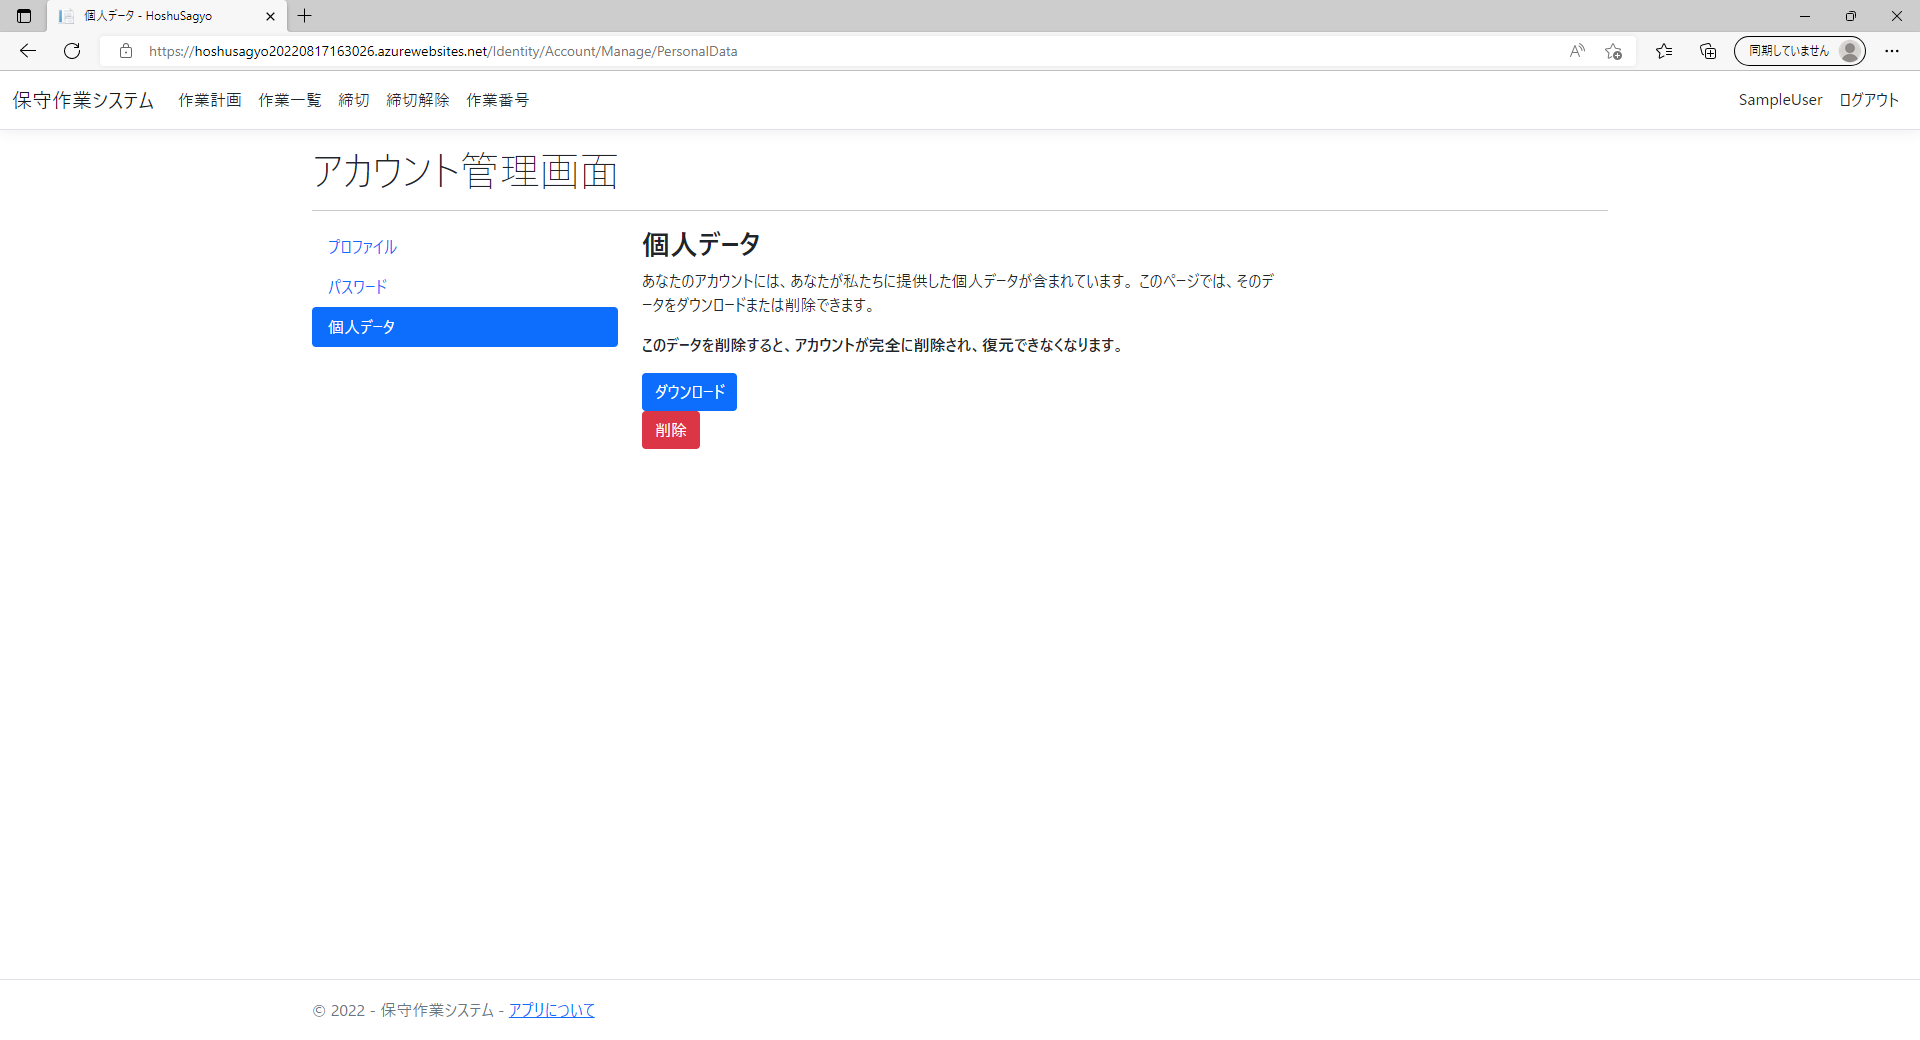 個人データ - HoshuSagyo
https://hoshusagyo20220817163026.azurewebsites.net/Identity/Account/Manage/PersonalData
同期していません
保守作業システム 作業計画 作業一覧 締切 締切解除 作業番号 SampleUser ログアウト
アカウント管理画面
プロファイル
パスワード
個人データ
個人データ
あなたのアカウントには、あなたが私たちに提供した個人データが含まれています。このページでは、そのデ
ータをダウンロードまたは削除できます。
このデータを削除すると、アカウントが完全に削除され、復元できなくなります。
ダウンロード
削除
© 2022 - 保守作業システム - アプリについて